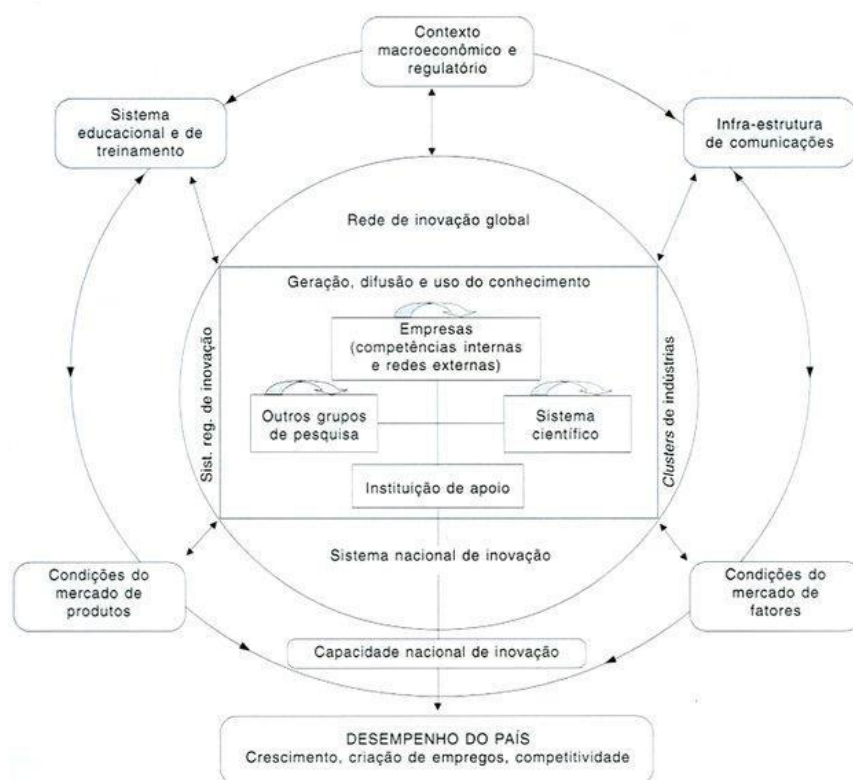 Contexto
macroeconômico e
regulatório
Sistema
educacional e de
treinamento
Infra-estrutura
de comunicações
Rede de inovação global
Geração, difusão e uso do conhecimento
Empresas
(competências internas
e redes externas)
Sist. reg. de inovação
Clusters de indústrias
Outros grupos
de pesquisa
Sistema
científico
Instituição de apoio
Sistema nacional de inovação
Condições do
mercado de
produtos
Condições do
mercado de
fatores
Capacidade nacional de inovação
DESEMPENHO DO PAÍS
Crescimento, criação de empregos, competitividade